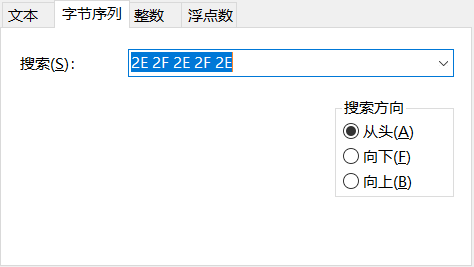 文本 字节序列 整数 浮点数
搜索(S): 2E 2F 2E 2F 2E
搜索方向
从头(A)
向下(F)
向上(B)